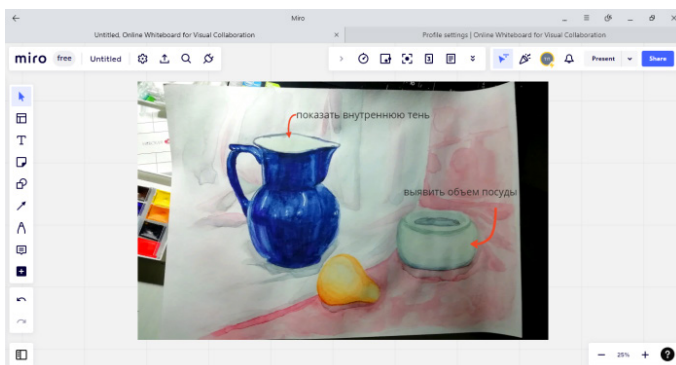 Miro
Untitled. Online Whiteboard for Visual Collaboration
Profile settings | Online Whiteboard for Visual Collaboration
miro free Untitled
Present
Share
показать внутреннюю тень
выявить объем посуды
25%